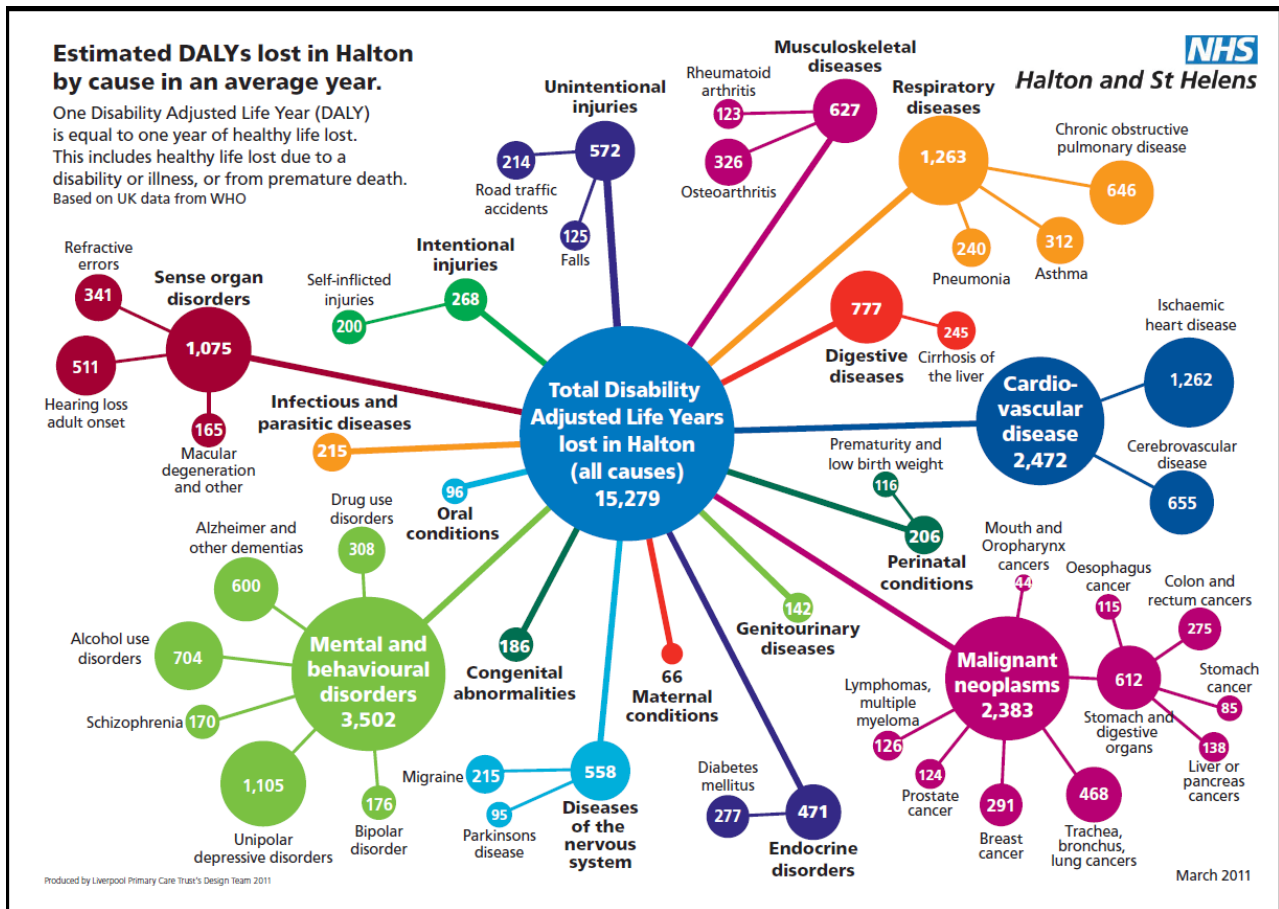 Estimated DALYs lost in Halton
by cause in an average year.
One Disability Adjusted Life Year (DALY)
is equal to one year of healthy life lost.
This includes healthy life lost due to a
disability or illness, or from premature death.
Based on UK data from WHO
NHS
Halton and St Helens
Musculoskeletal
diseases
627
Rheumatoid
arthritis
123
326
Osteoarthritis
Unintentional
injuries
572
214
Road traffic
accidents
125
Falls
Respiratory
diseases
1,263
Chronic obstructive
pulmonary disease
646
312
Asthma
240
Pneumonia
Intentional
injuries
268
Self-inflicted
injuries
200
Refractive
errors
341
Sense organ
disorders
1,075
511
Hearing loss
adult onset
165
Macular
degeneration
and other
777
Digestive
diseases
245
Cirrhosis of
the liver
Ischaemic
heart disease
1,262
Cardio-
vascular
disease
2,472
Cerebrovascular
disease
655
Total Disability
Adjusted Life Years
lost in Halton
(all causes)
15,279
Infectious and
parasitic diseases
215
96
Oral
conditions
Prematurity and
low birth weight
116
206
Perinatal
conditions
Drug use
disorders
308
Alzheimer and
other dementias
600
Alcohol use
disorders
704
Schizophrenia
170
Mental and
behavioural
disorders
3,502
1,105
Unipolar
depressive disorders
176
Bipolar
disorder
186
Congenital
abnormalities
66
Maternal
conditions
142
Genitourinary
diseases
Migraine
215
95
Parkinsons
disease
558
Diseases
of the
nervous
system
Diabetes
mellitus
277
471
Endocrine
disorders
Mouth and
Oropharynx
cancers
44
Malignant
neoplasms
2,383
Oesophagus
cancer
115
Colon and
rectum cancers
275
612
Stomach and
digestive
organs
Stomach
cancer
85
138
Liver or
pancreas
cancers
Lymphomas,
multiple
myeloma
126
124
Prostate
cancer
291
Breast
cancer
468
Trachea,
bronchus,
lung cancers
Produced by Liverpool Primary Care Trust's Design Team 2011
March 2011